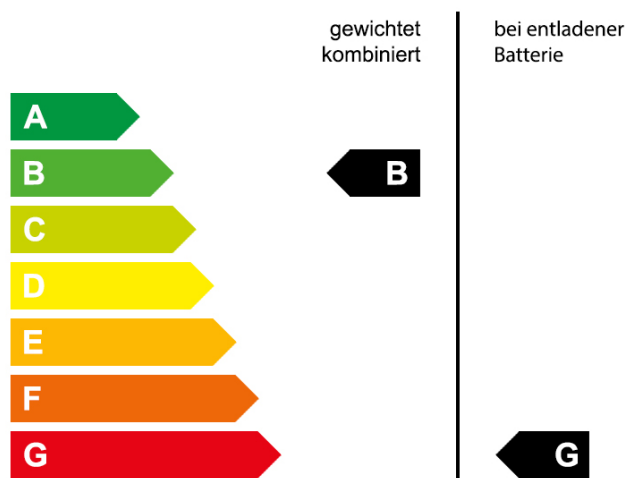 gewichtet
kombiniert
bei entladener
Batterie
A
B
B
C
D
E
F
G
G